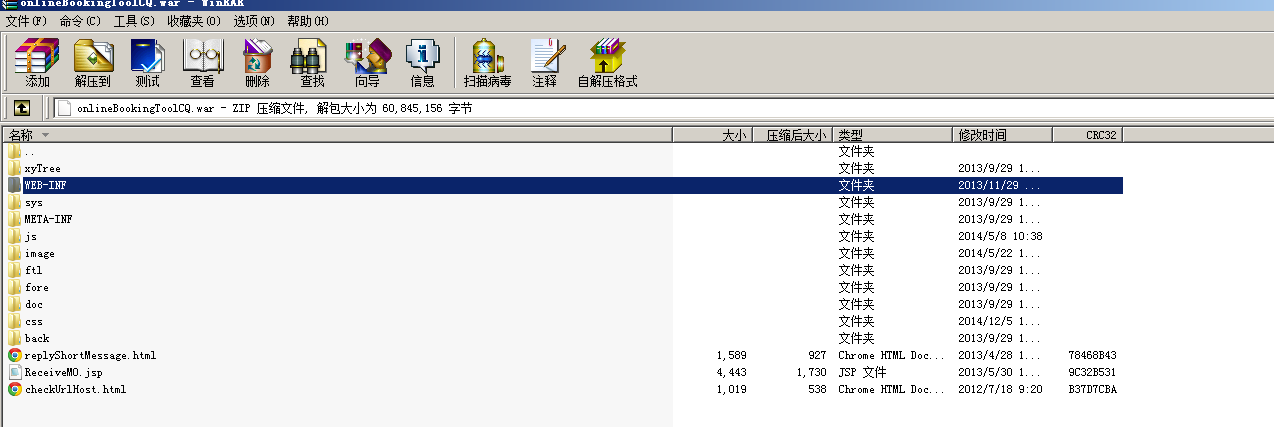 onlineBookingToolCQ.war - WinRAR
文件(F) 命令(C) 工具(S) 收藏夹(O) 选项(N) 帮助(H)
添加 解压到 测试 查看 删除 查找 向导 信息 扫描病毒 注释 自解压格式
onlineBookingToolCQ.war - ZIP 压缩文件, 解包大小为 60,845,156 字节
名称 大小 压缩后大小 类型 修改时间 CRC32
.. 文件夹
xyTree 文件夹 2013/9/29 1...
WEB-INF 文件夹 2013/11/29 ...
sys 文件夹 2013/9/29 1...
META-INF 文件夹 2013/9/29 1...
js 文件夹 2014/5/8 10:38
image 文件夹 2014/5/22 1...
ftl 文件夹 2013/9/29 1...
fore 文件夹 2013/9/29 1...
doc 文件夹 2013/9/29 1...
css 文件夹 2014/12/5 1...
back 文件夹 2013/9/29 1...
replyShortMessage.html 1,589 927 Chrome HTML Doc... 2013/4/28 1... 78468B43
ReceiveMO.jsp 4,443 1,730 JSP 文件 2013/5/30 1... 9C32B531
checkUrlHost.html 1,019 538 Chrome HTML Doc... 2012/7/18 9:20 B37D7CBA